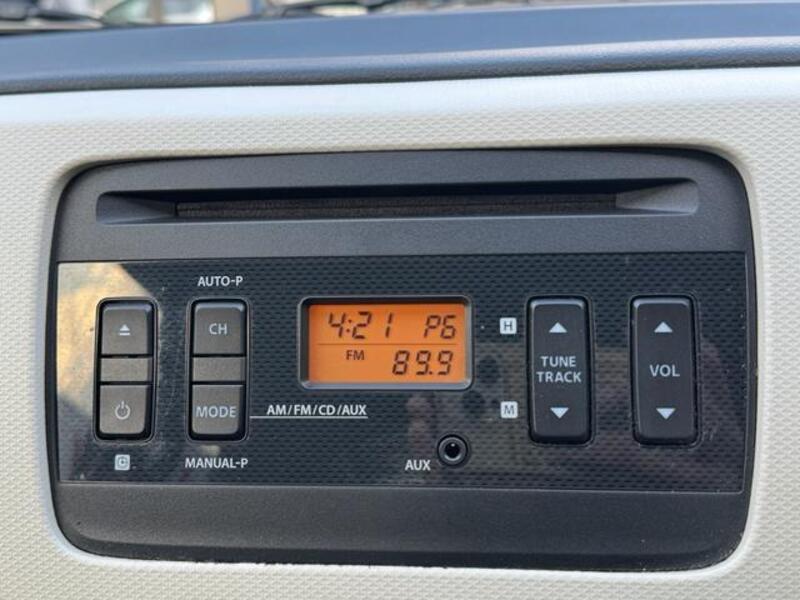 AUTO-P
CH
MODE
MANUAL-P
AM/FM/CD/AUX
4:21 P6
FM
89.9
AUX
H
M
TUNE
TRACK
VOL